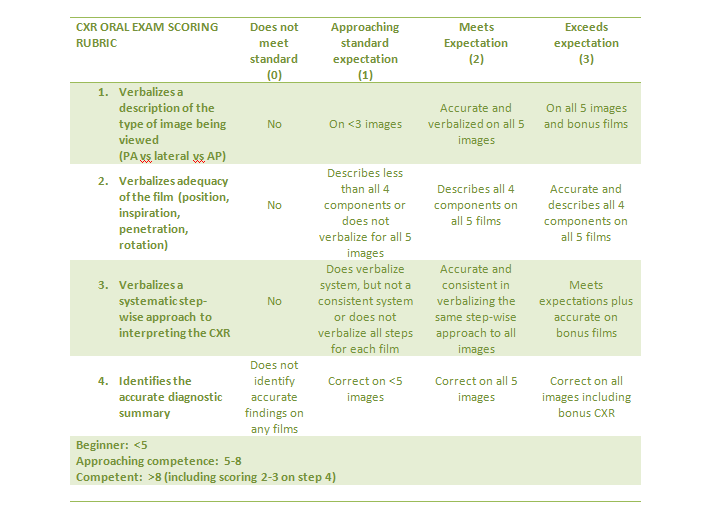 CXR ORAL EXAM SCORING RUBRIC | Does not meet standard (0) | Approaching standard expectation (1) | Meets Expectation (2) | Exceeds expectation (3)
1. Verbalizes a description of the type of image being viewed (PA vs lateral vs AP) | No | On <3 images | Accurate and verbalized on all 5 images | On all 5 images and bonus films
2. Verbalizes adequacy of the film (position, inspiration, penetration, rotation) | No | Describes less than all 4 components or does not verbalize for all 5 images | Describes all 4 components on all 5 films | Accurate and describes all 4 components on all 5 films
3. Verbalizes a systematic step-wise approach to interpreting the CXR | No | Does verbalize system, but not a consistent system or does not verbalize all steps for each film | Accurate and consistent in verbalizing the same step-wise approach to all images | Meets expectations plus accurate on bonus films
4. Identifies the accurate diagnostic summary | Does not identify accurate findings on any films | Correct on <5 images | Correct on all 5 images | Correct on all images including bonus CXR
Beginner: <5
Approaching competence: 5-8
Competent: >8 (including scoring 2-3 on step 4)